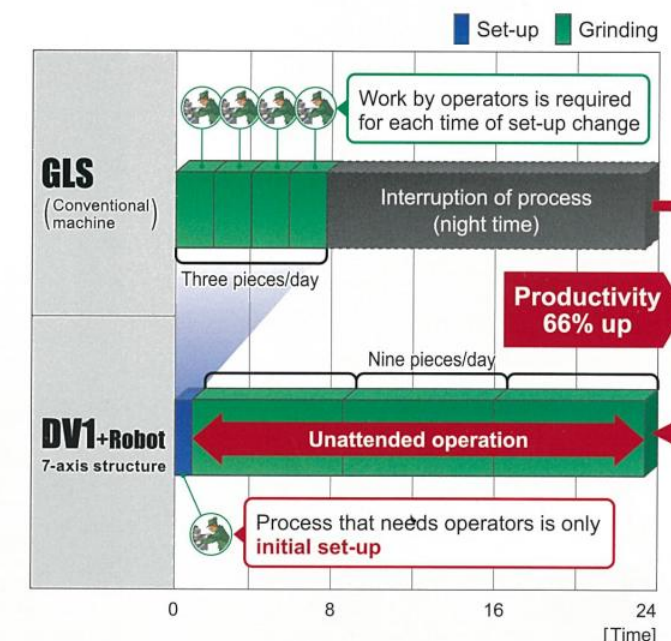 Set-up Grinding
Work by operators is required
for each time of set-up change
GLS
(Conventional
machine)
Interruption of process
(night time)
Three pieces/day
Productivity
66% up
Nine pieces/day
DV1+Robot
7-axis structure
Unattended operation
Process that needs operators is only
initial set-up
0 8 16 24
[Time]